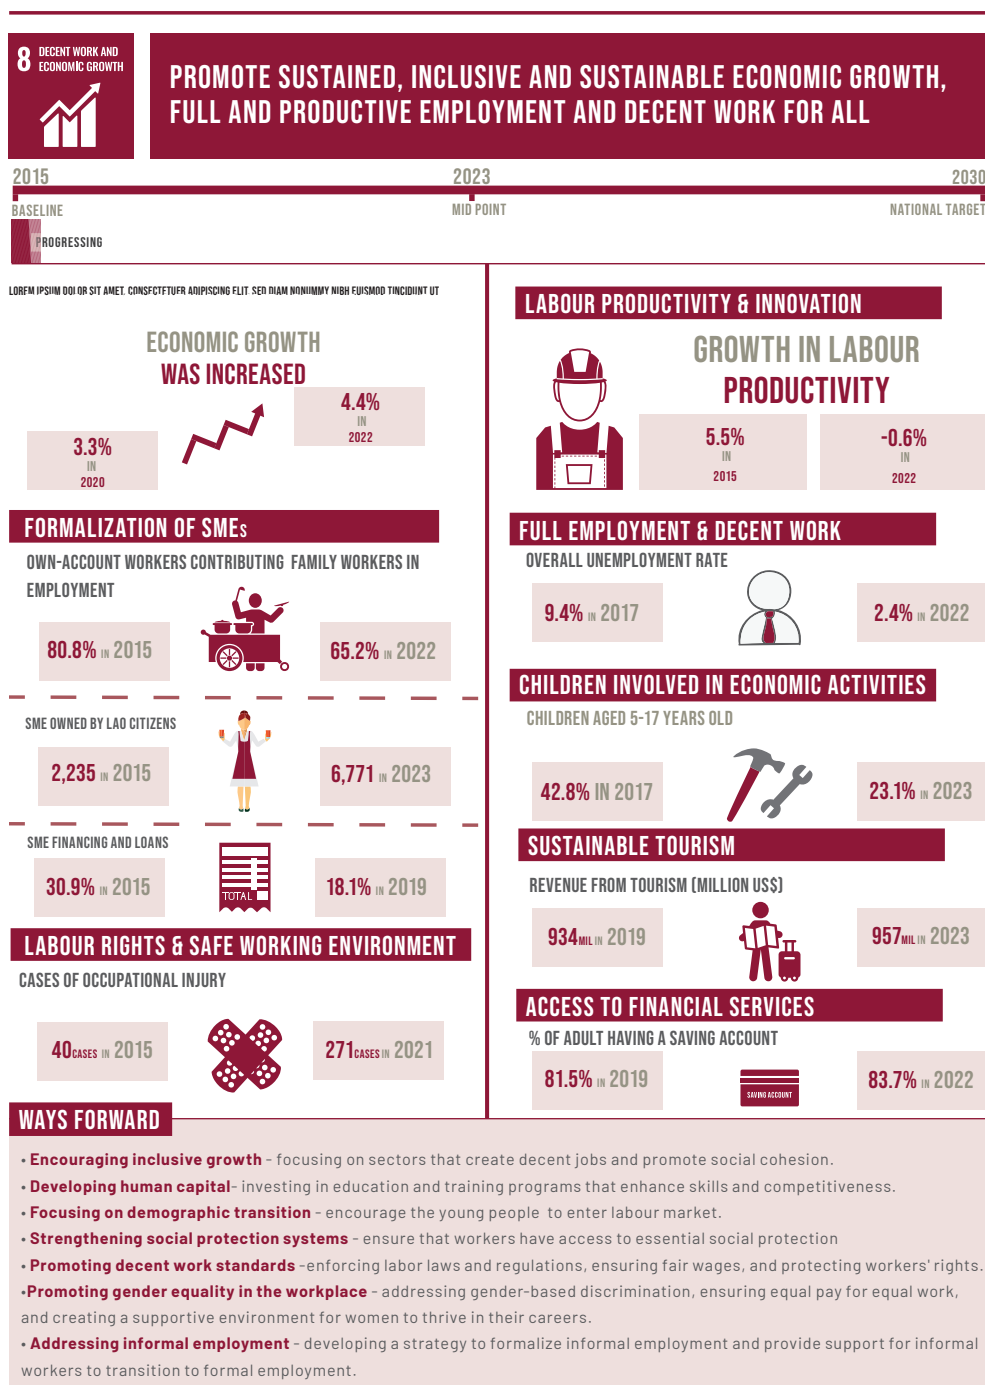 8 DECENT WORK AND
ECONOMIC GROWTH
PROMOTE SUSTAINED, INCLUSIVE AND SUSTAINABLE ECONOMIC GROWTH,
FULL AND PRODUCTIVE EMPLOYMENT AND DECENT WORK FOR ALL
2015
2023
2030
BASELINE
MID POINT
NATIONAL TARGET
PROGRESSING
LOREM IPSUM DOLOR SIT AMET, CONSECTETUER ADIPISCING ELIT, SED DIAM NONUMMY NIBH EUISMOD TINCIDUNT UT
ECONOMIC GROWTH
WAS INCREASED
4.4%
IN
2022
3.3%
IN
2020
FORMALIZATION OF SMEs
OWN-ACCOUNT WORKERS CONTRIBUTING FAMILY WORKERS IN
EMPLOYMENT
80.8% IN 2015
65.2% IN 2022
SME OWNED BY LAO CITIZENS
2,235 IN 2015
6,771 IN 2023
SME FINANCING AND LOANS
30.9% IN 2015
TOTAL
18.1% IN 2019
LABOUR RIGHTS & SAFE WORKING ENVIRONMENT
CASES OF OCCUPATIONAL INJURY
40CASES IN 2015
271CASES IN 2021
LABOUR PRODUCTIVITY & INNOVATION
GROWTH IN LABOUR
PRODUCTIVITY
5.5%
IN
2015
-0.6%
IN
2022
FULL EMPLOYMENT & DECENT WORK
OVERALL UNEMPLOYMENT RATE
9.4% IN 2017
2.4% IN 2022
CHILDREN INVOLVED IN ECONOMIC ACTIVITIES
CHILDREN AGED 5-17 YEARS OLD
42.8% IN 2017
23.1% IN 2023
SUSTAINABLE TOURISM
REVENUE FROM TOURISM (MILLION US$)
934MIL IN 2019
957MIL IN 2023
ACCESS TO FINANCIAL SERVICES
% OF ADULT HAVING A SAVING ACCOUNT
81.5% IN 2019
SAVING ACCOUNT
83.7% IN 2022
WAYS FORWARD
• Encouraging inclusive growth - focusing on sectors that create decent jobs and promote social cohesion.
• Developing human capital- investing in education and training programs that enhance skills and competitiveness.
• Focusing on demographic transition - encourage the young people to enter labour market.
• Strengthening social protection systems - ensure that workers have access to essential social protection
• Promoting decent work standards -enforcing labor laws and regulations, ensuring fair wages, and protecting workers' rights.
•Promoting gender equality in the workplace - addressing gender-based discrimination, ensuring equal pay for equal work,
and creating a supportive environment for women to thrive in their careers.
• Addressing informal employment - developing a strategy to formalize informal employment and provide support for informal
workers to transition to formal employment.